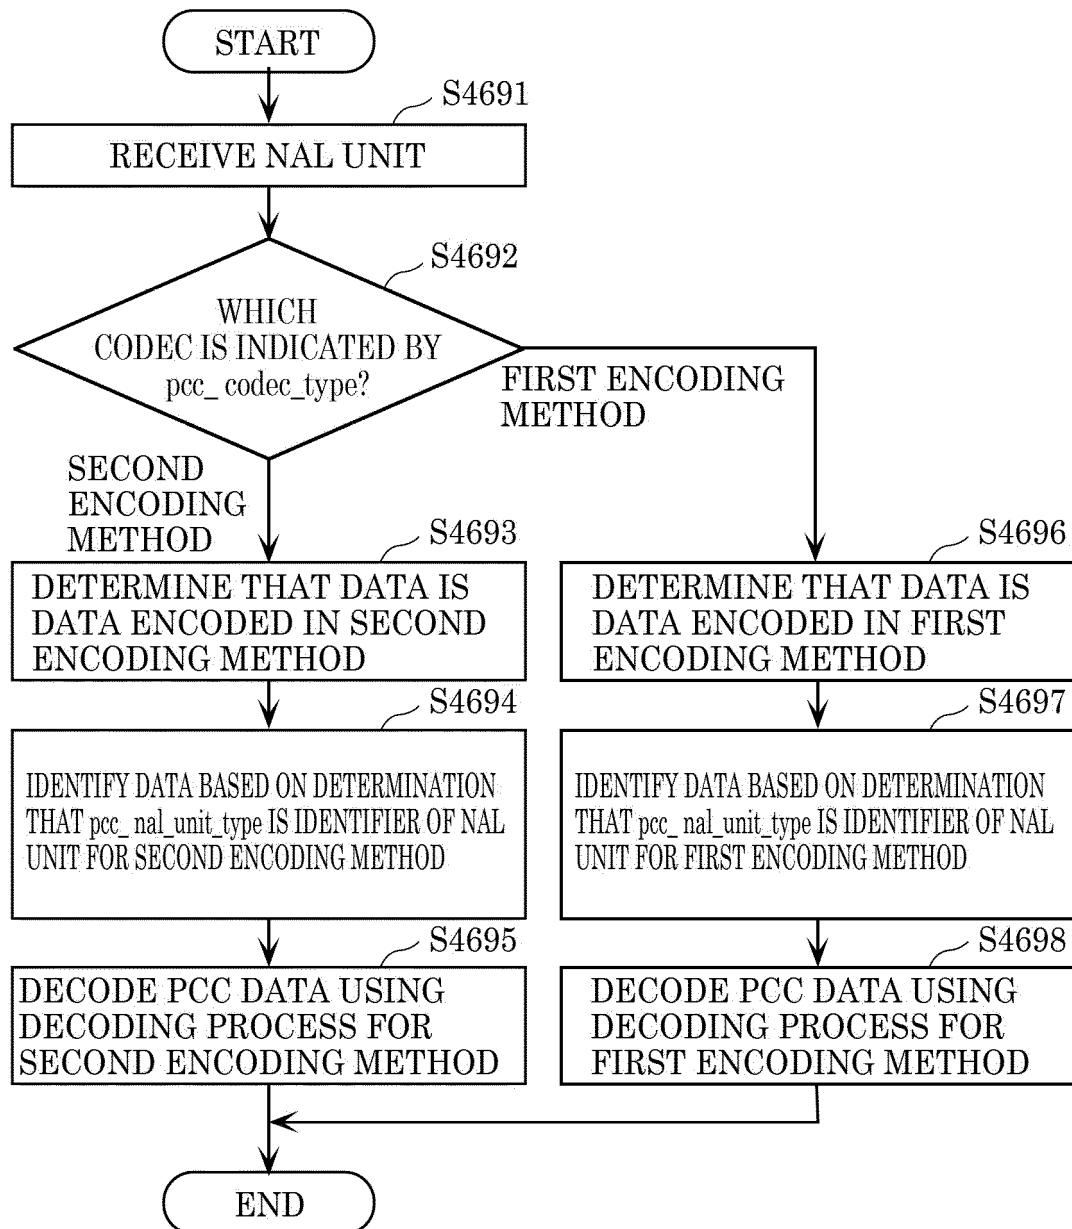 START
S4691
RECEIVE NAL UNIT
S4692
WHICH
CODEC IS INDICATED BY
pcc_ codec_type?
FIRST ENCODING
METHOD
SECOND
ENCODING
METHOD
S4693
DETERMINE THAT DATA IS
DATA ENCODED IN SECOND
ENCODING METHOD
S4696
DETERMINE THAT DATA IS
DATA ENCODED IN FIRST
ENCODING METHOD
S4694
IDENTIFY DATA BASED ON DETERMINATION
THAT pcc_ nal_unit_type IS IDENTIFIER OF NAL
UNIT FOR SECOND ENCODING METHOD
S4697
IDENTIFY DATA BASED ON DETERMINATION
THAT pcc_ nal_unit_type IS IDENTIFIER OF NAL
UNIT FOR FIRST ENCODING METHOD
S4695
DECODE PCC DATA USING
DECODING PROCESS FOR
SECOND ENCODING METHOD
S4698
DECODE PCC DATA USING
DECODING PROCESS FOR
FIRST ENCODING METHOD
END